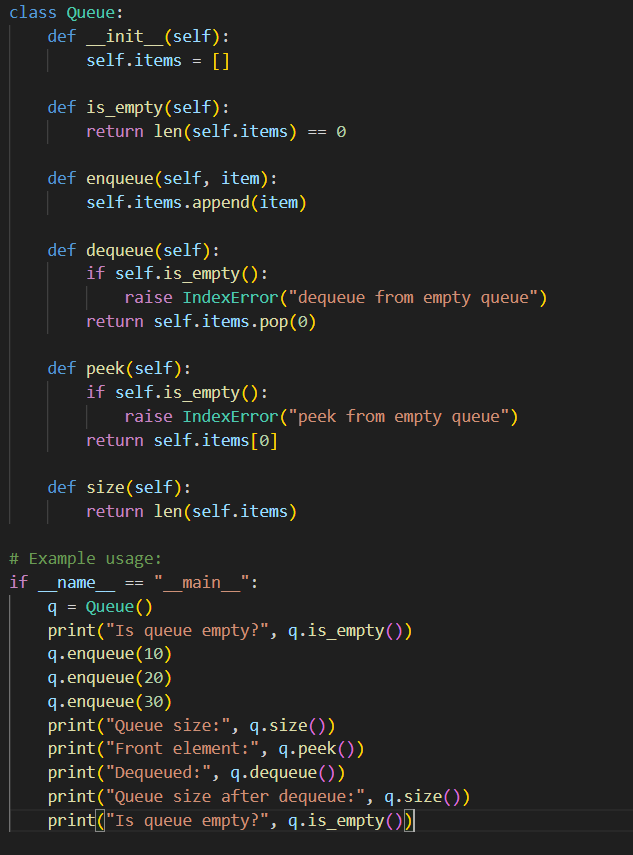 class Queue:
    def __init__(self):
        self.items = []

    def is_empty(self):
        return len(self.items) == 0

    def enqueue(self, item):
        self.items.append(item)

    def dequeue(self):
        if self.is_empty():
            raise IndexError("dequeue from empty queue")
        return self.items.pop(0)

    def peek(self):
        if self.is_empty():
            raise IndexError("peek from empty queue")
        return self.items[0]

    def size(self):
        return len(self.items)

# Example usage:
if __name__ == "__main__":
    q = Queue()
    print("Is queue empty?", q.is_empty())
    q.enqueue(10)
    q.enqueue(20)
    q.enqueue(30)
    print("Queue size:", q.size())
    print("Front element:", q.peek())
    print("Dequeued:", q.dequeue())
    print("Queue size after dequeue:", q.size())
    print("Is queue empty?", q.is_empty())